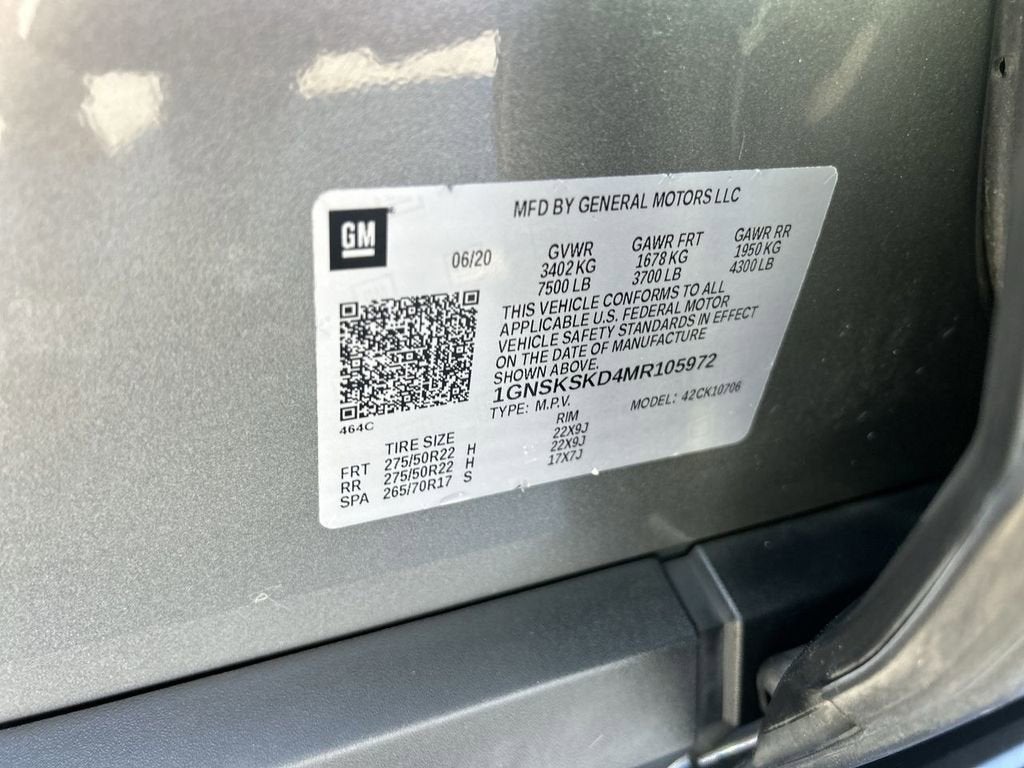 MFD BY GENERAL MOTORS LLC
GM
06/20
GVWR GAWR FRT GAWR RR
3402 KG 1678 KG 1950 KG
7500 LB 3700 LB 4300 LB
THIS VEHICLE CONFORMS TO ALL
APPLICABLE U.S. FEDERAL MOTOR
VEHICLE SAFETY STANDARDS IN EFFECT
ON THE DATE OF MANUFACTURE
SHOWN ABOVE.
1GNSKSKD4MR105972
TYPE: M.P.V. MODEL: 42CK10706
464C
TIRE SIZE RIM
FRT 275/50R22 H 22X9J
RR 275/50R22 H 22X9J
SPA 265/70R17 S 17X7J